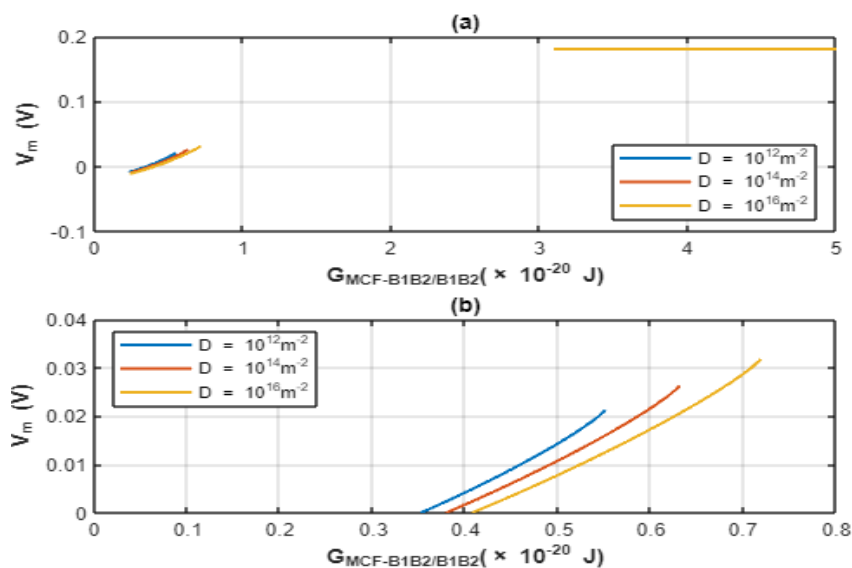 (a)
0.2
0.1
0
-0.1
V_m (V)
D = 10^12 m^-2
D = 10^14 m^-2
D = 10^16 m^-2
0 1 2 3 4 5
G_MCF-B1B2/B1B2( × 10^-20 J)
(b)
0.04
0.03
0.02
0.01
0
V_m (V)
D = 10^12 m^-2
D = 10^14 m^-2
D = 10^16 m^-2
0 0.1 0.2 0.3 0.4 0.5 0.6 0.7 0.8
G_MCF-B1B2/B1B2( × 10^-20 J)